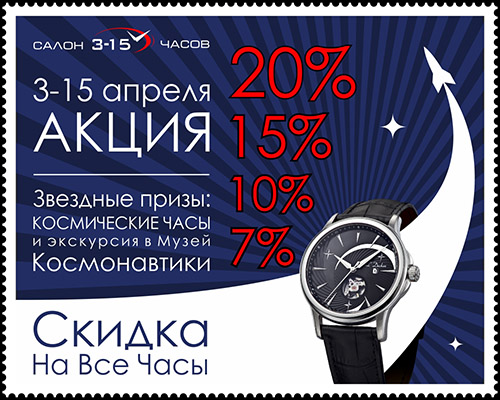 САЛОН 3-15 ЧАСОВ
3-15 апреля
АКЦИЯ
20%
15%
10%
7%
Звездные призы:
КОСМИЧЕСКИЕ ЧАСЫ
и экскурсия в Музей
Космонавтики
Скидка
На Все Часы